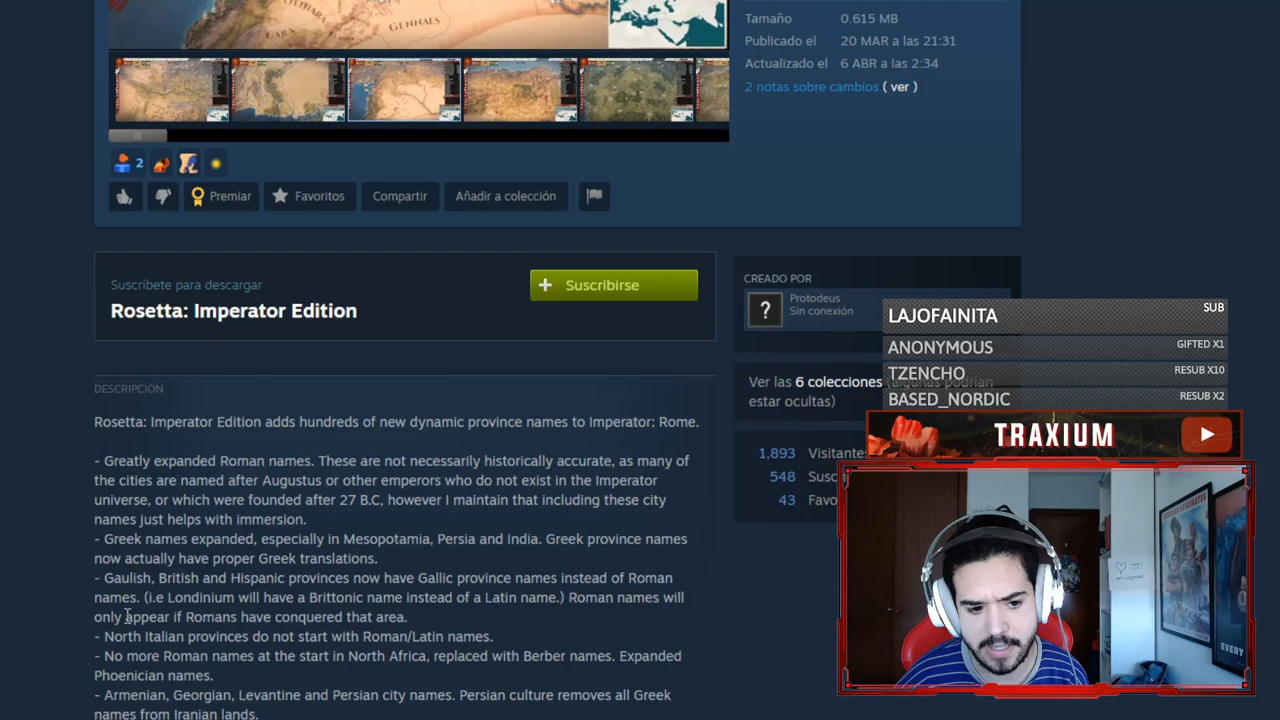 GENNAES
Tamaño 0.615 MB
Publicado el 20 MAR a las 21:31
Actualizado el 6 ABR a las 2:34
2 notas sobre cambios ( ver )
2
Premiar
Favoritos
Compartir
Añadir a colección
Suscríbete para descargar
Rosetta: Imperator Edition
Suscribirse
CREADO POR
Protodeus
Sin conexión
Ver las 6 colecciones (algunas podrían
estar ocultas)
1,893 Visitantes
548 Susc
43 Favo
DESCRIPCIÓN
Rosetta: Imperator Edition adds hundreds of new dynamic province names to Imperator: Rome.
- Greatly expanded Roman names. These are not necessarily historically accurate, as many of
the cities are named after Augustus or other emperors who do not exist in the Imperator
universe, or which were founded after 27 B.C, however I maintain that including these city
names just helps with immersion.
- Greek names expanded, especially in Mesopotamia, Persia and India. Greek province names
now actually have proper Greek translations.
- Gaulish, British and Hispanic provinces now have Gallic province names instead of Roman
names. (i.e Londinium will have a Brittonic name instead of a Latin name.) Roman names will
only appear if Romans have conquered that area.
- North Italian provinces do not start with Roman/Latin names.
- No more Roman names at the start in North Africa, replaced with Berber names. Expanded
Phoenician names.
- Armenian, Georgian, Levantine and Persian city names. Persian culture removes all Greek
names from Iranian lands.
LAJOFAINITA SUB
ANONYMOUS GIFTED X1
TZENCHO RESUB X10
BASED_NORDIC RESUB X2
TRAXIUM
EVERY